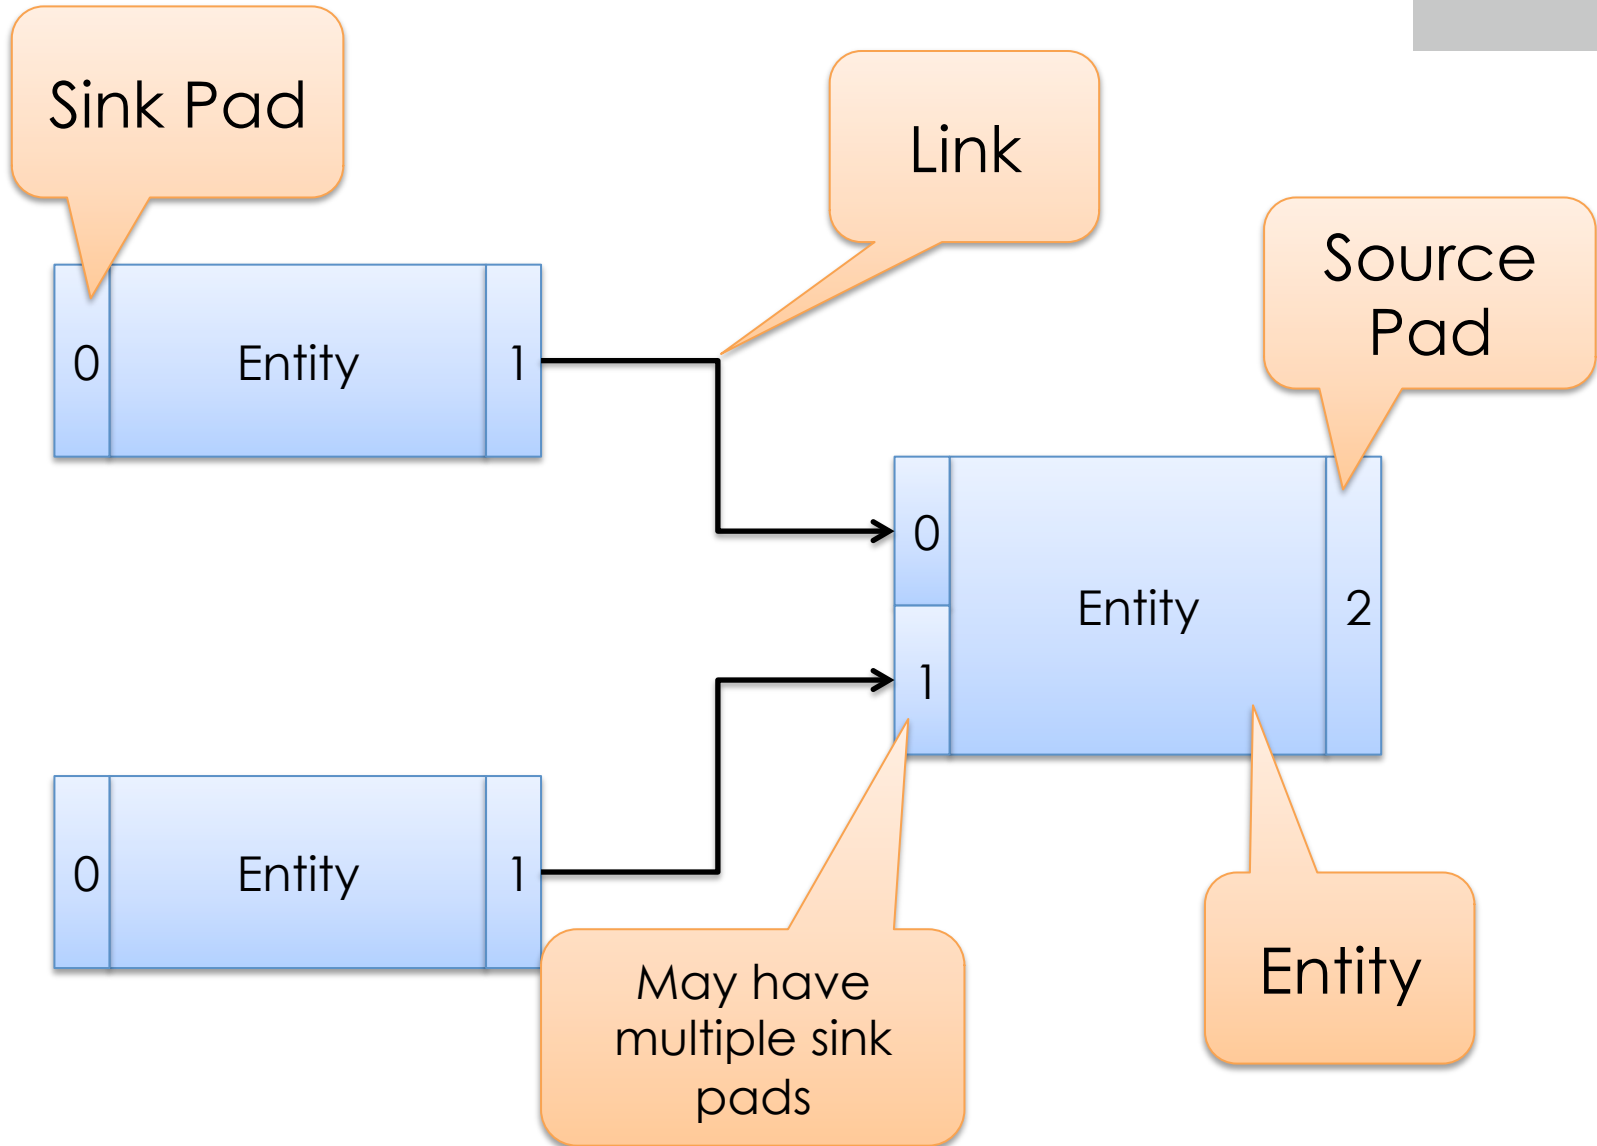 Sink Pad
Link
Source
Pad
0 Entity 1
0
1
Entity 2
0 Entity 1
May have
multiple sink
pads
Entity